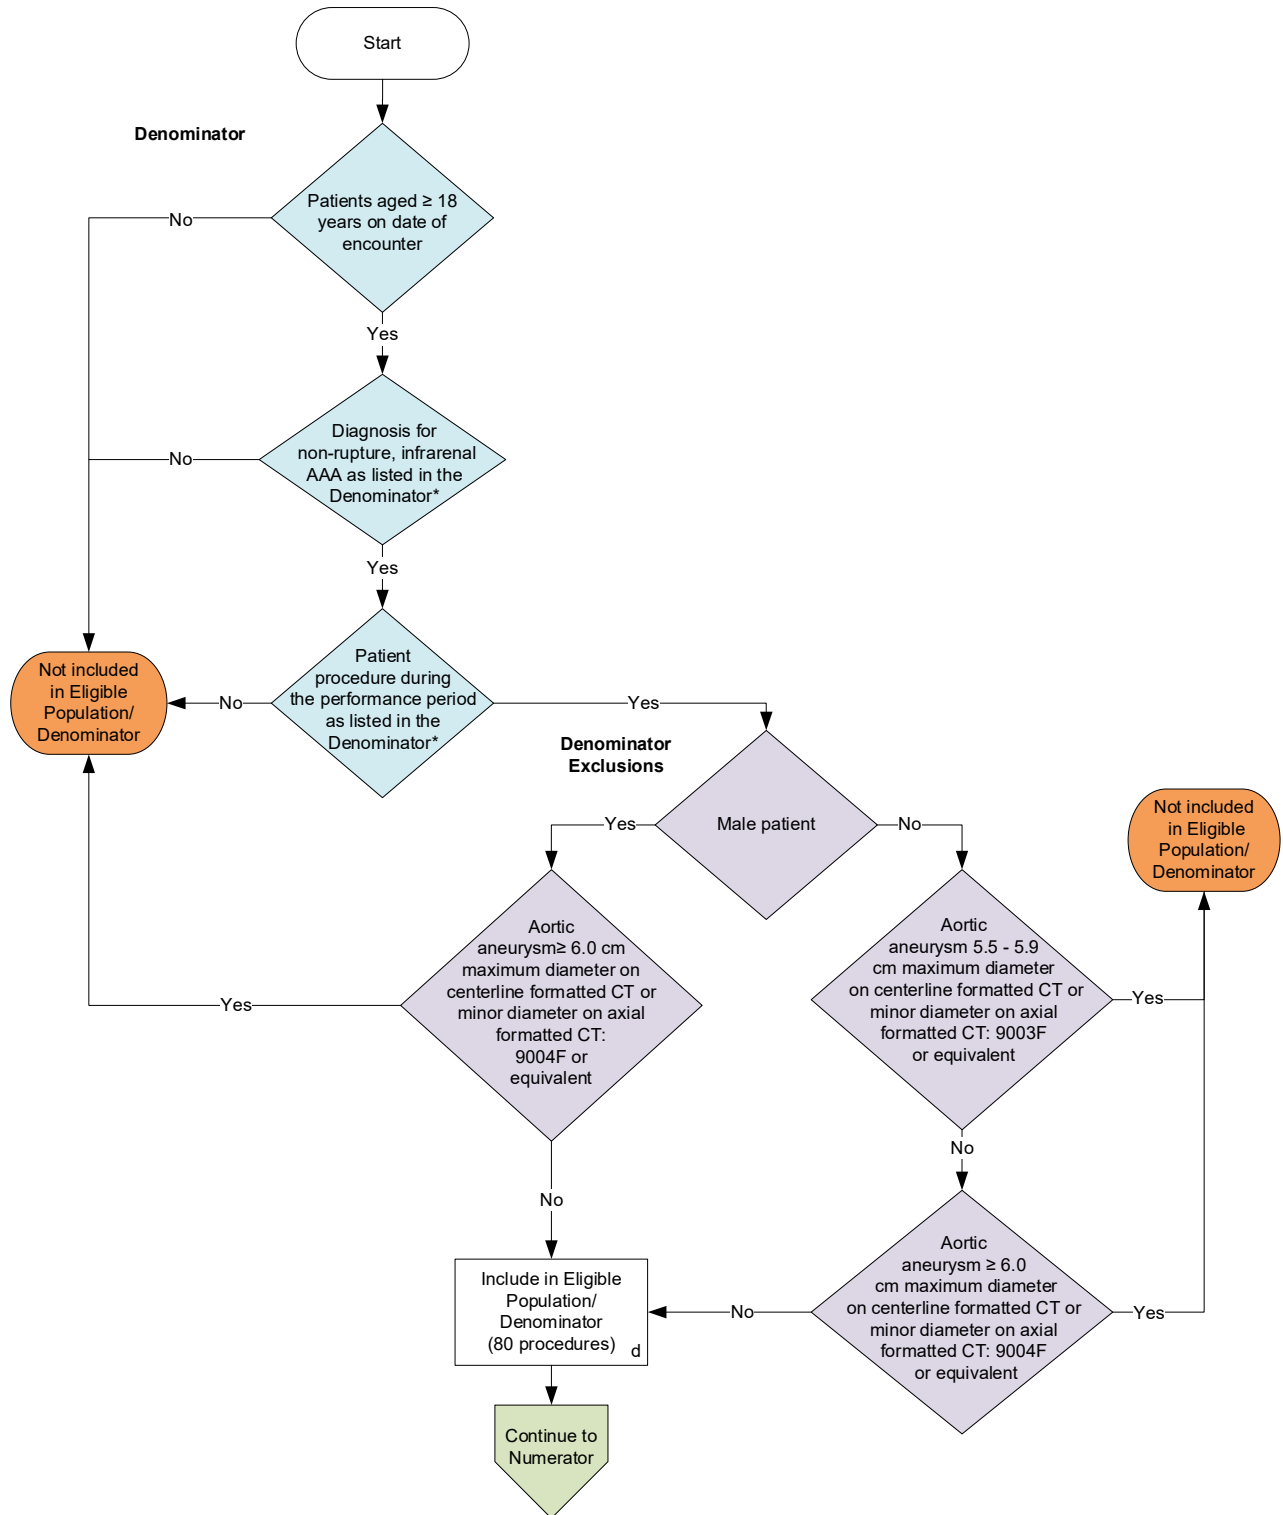 Start
Denominator
Patients aged ≥ 18
years on date of
encounter
No
Yes
Diagnosis for
non-rupture, infrarenal
AAA as listed in the
Denominator*
No
Yes
Patient
procedure during
the performance period
as listed in the
Denominator*
No
Yes
Not included
in Eligible
Population/
Denominator
Denominator
Exclusions
Male patient
Yes
No
Not included
in Eligible
Population/
Denominator
Aortic
aneurysm≥ 6.0 cm
maximum diameter on
centerline formatted CT or
minor diameter on axial
formatted CT:
9004F or
equivalent
Yes
No
Aortic
aneurysm 5.5 - 5.9
cm maximum diameter
on centerline formatted CT or
minor diameter on axial
formatted CT: 9003F
or equivalent
Yes
No
Aortic
aneurysm ≥ 6.0
cm maximum diameter
on centerline formatted CT or
minor diameter on axial
formatted CT: 9004F
or equivalent
Yes
No
Include in Eligible
Population/
Denominator
(80 procedures)
d
Continue to
Numerator